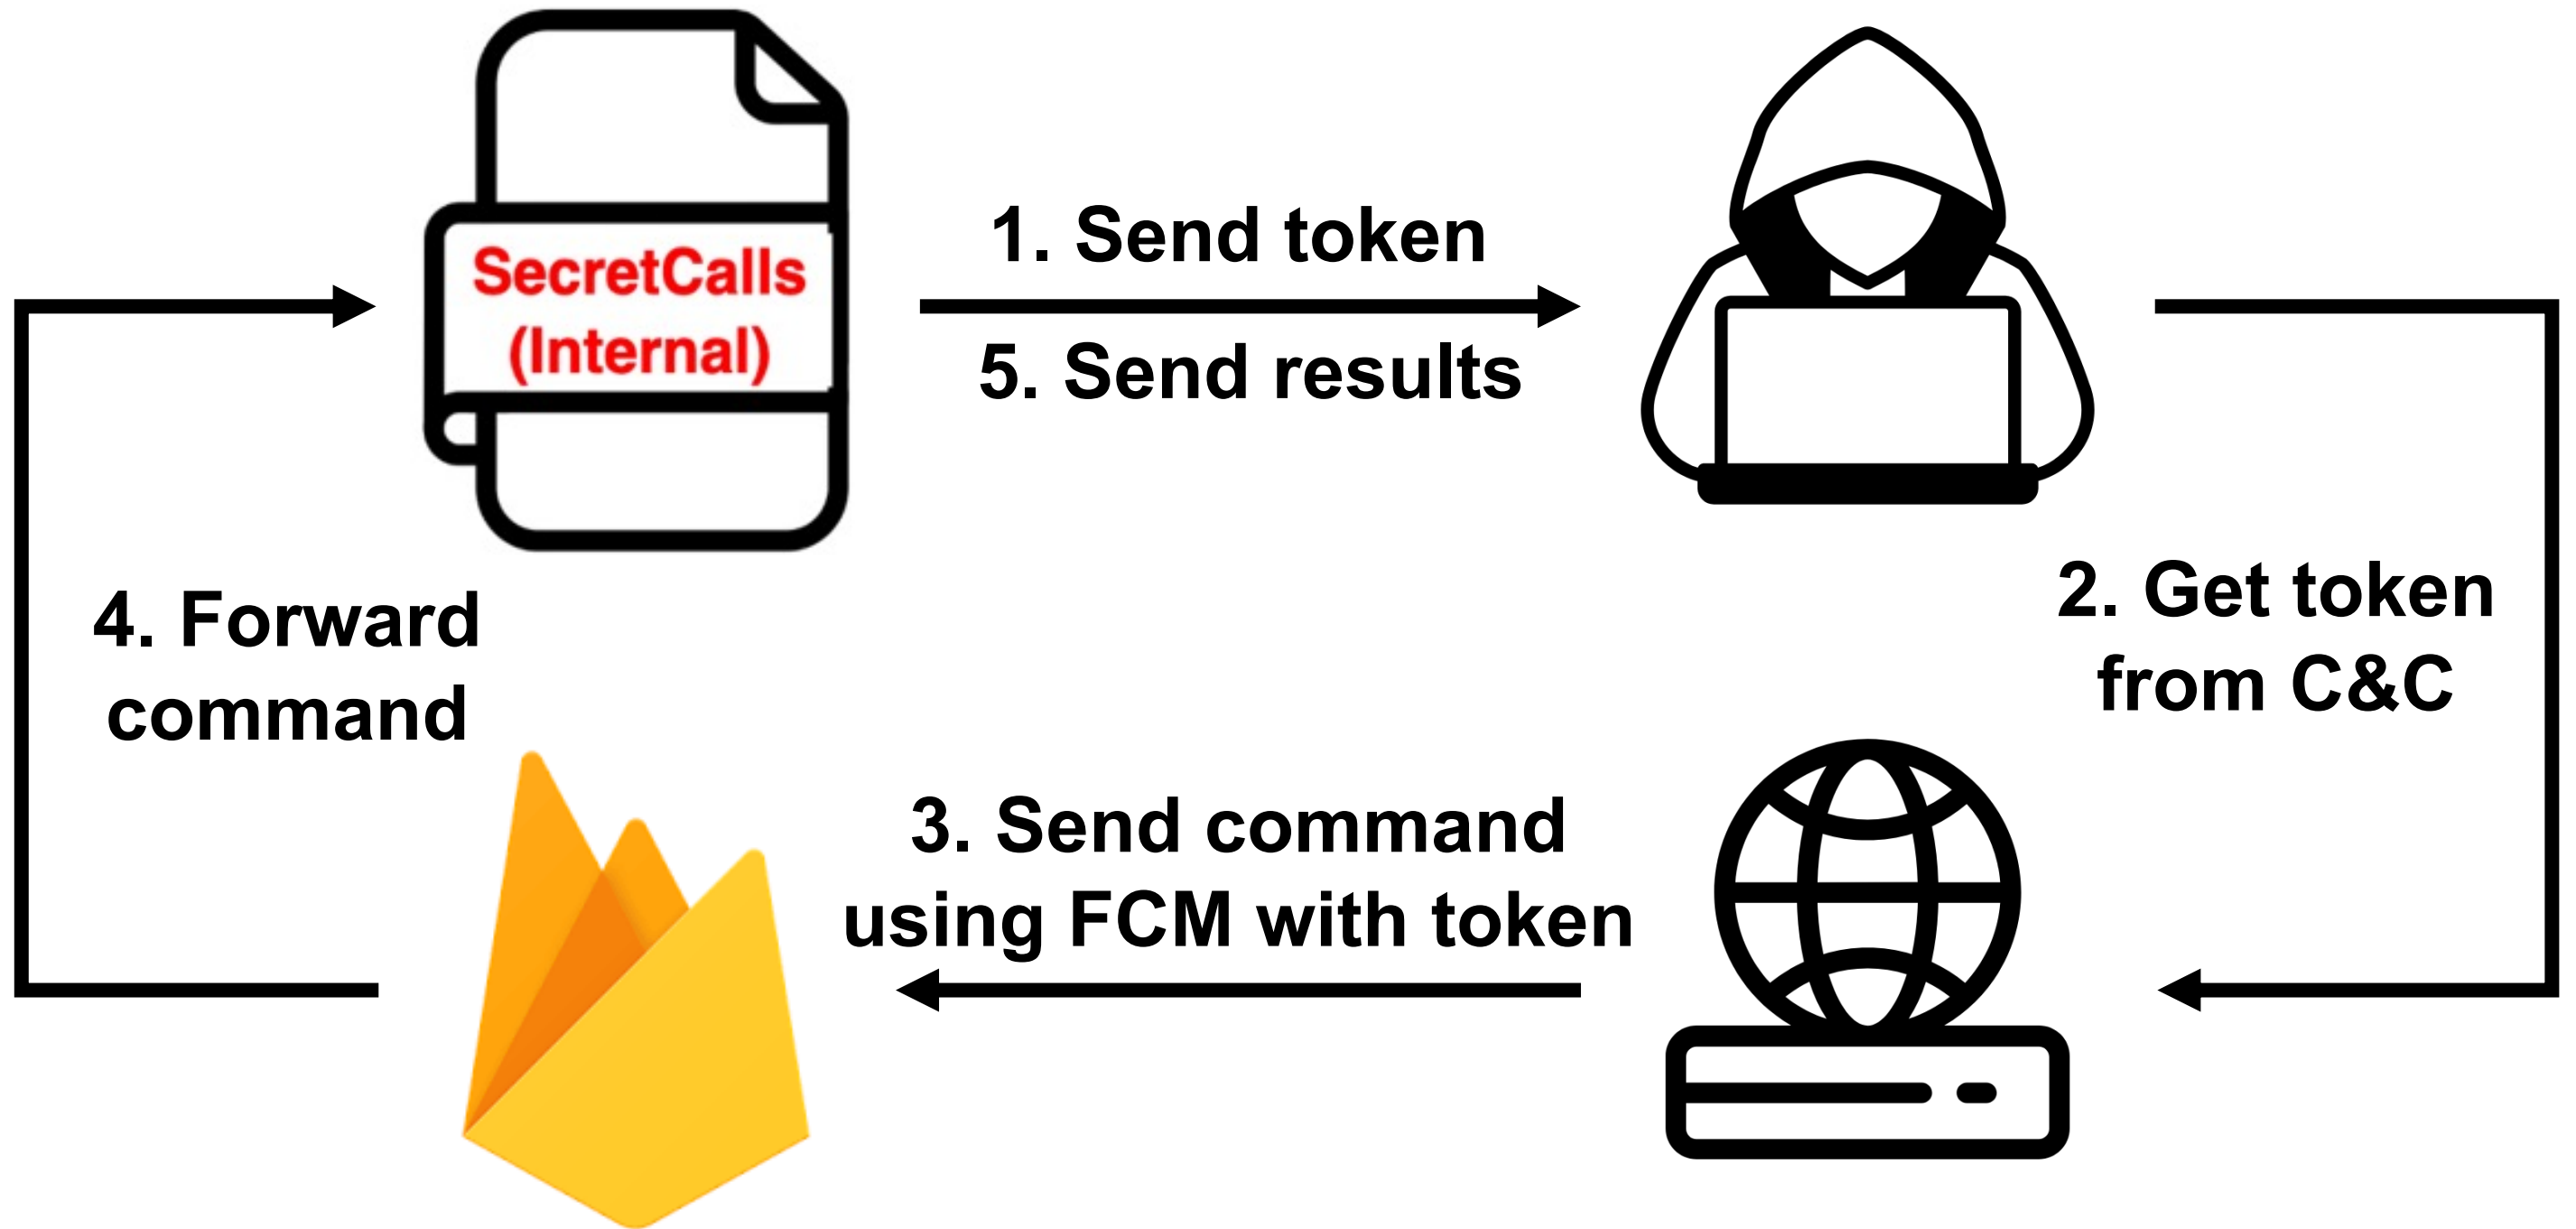 SecretCalls
(Internal)
1. Send token
5. Send results
2. Get token
from C&C
3. Send command
using FCM with token
4. Forward
command